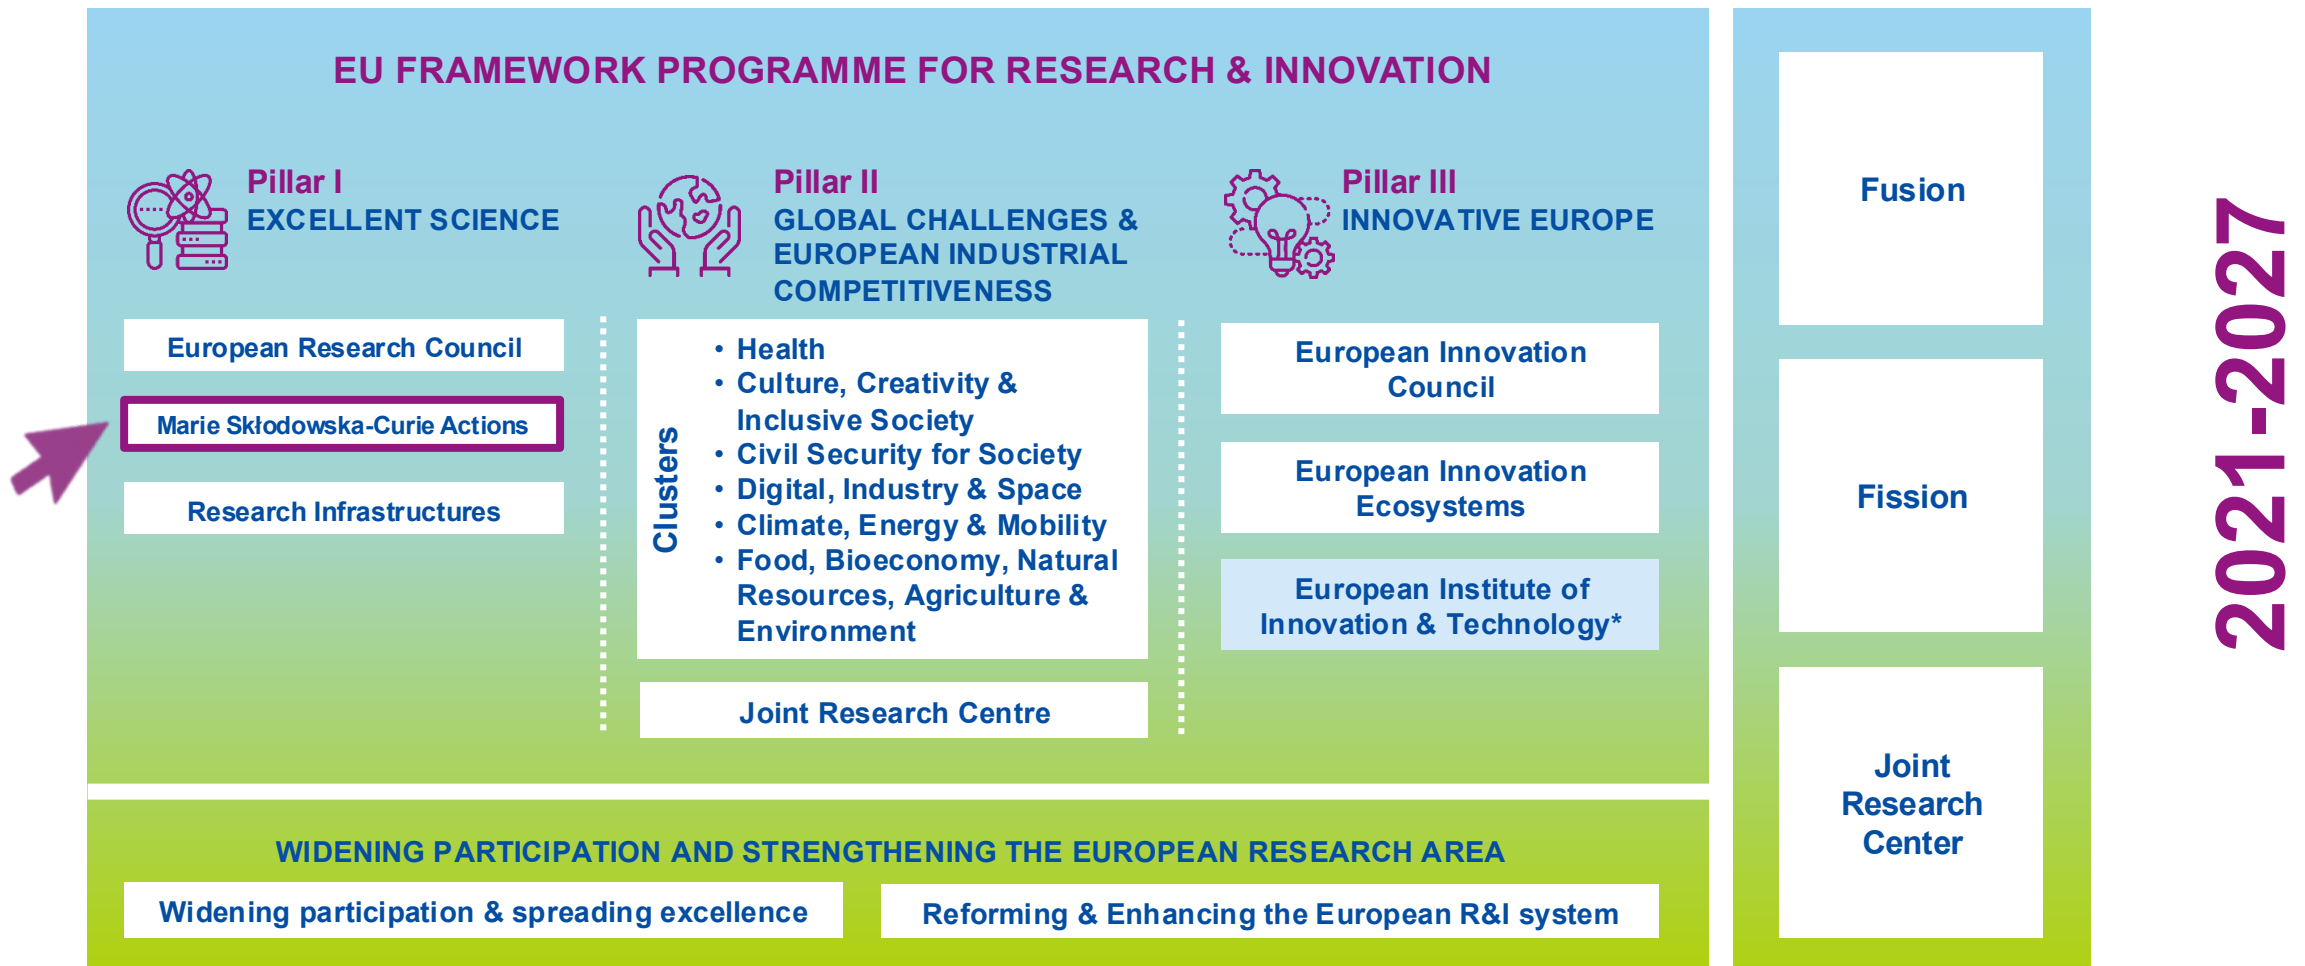 EU FRAMEWORK PROGRAMME FOR RESEARCH & INNOVATION
Pillar I
EXCELLENT SCIENCE
European Research Council
Marie Skłodowska-Curie Actions
Research Infrastructures
Pillar II
GLOBAL CHALLENGES &
EUROPEAN INDUSTRIAL
COMPETITIVENESS
Clusters
• Health
• Culture, Creativity &
Inclusive Society
• Civil Security for Society
• Digital, Industry & Space
• Climate, Energy & Mobility
• Food, Bioeconomy, Natural
Resources, Agriculture &
Environment
Joint Research Centre
Pillar III
INNOVATIVE EUROPE
European Innovation
Council
European Innovation
Ecosystems
European Institute of
Innovation & Technology*
WIDENING PARTICIPATION AND STRENGTHENING THE EUROPEAN RESEARCH AREA
Widening participation & spreading excellence
Reforming & Enhancing the European R&I system
Fusion
Fission
Joint
Research
Center
2021-2027